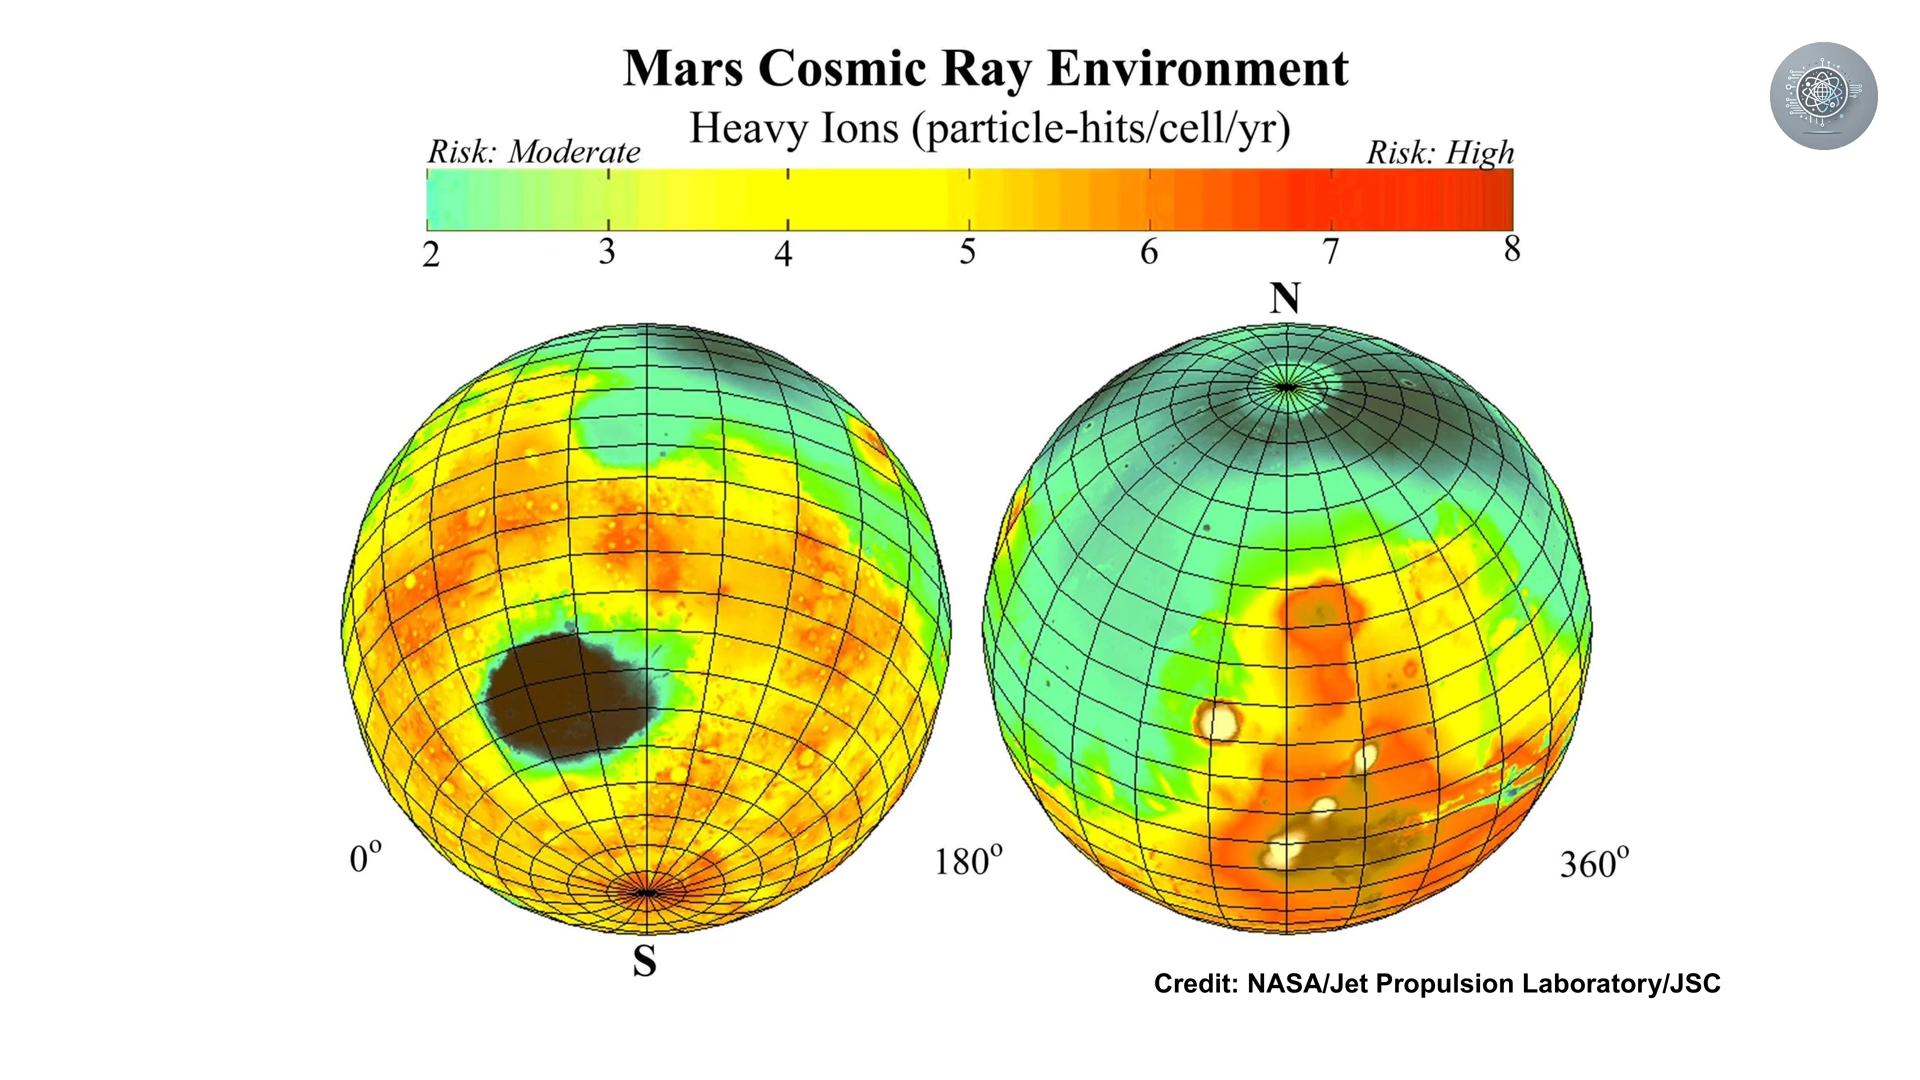 Mars Cosmic Ray Environment
Heavy Ions (particle-hits/cell/yr)
Risk: Moderate
Risk: High
2 3 4 5 6 7 8
N
0° 180° 360°
S
Credit: NASA/Jet Propulsion Laboratory/JSC